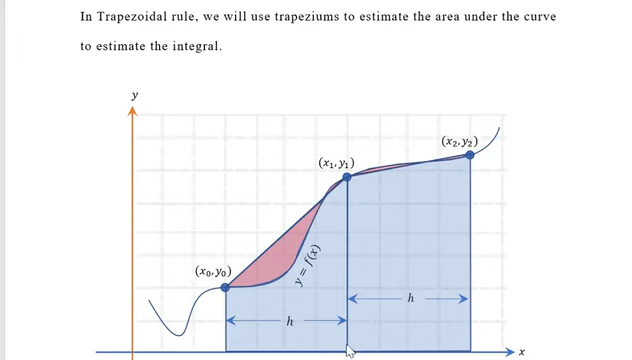 In Trapezoidal rule, we will use trapeziums to estimate the area under the curve
to estimate the integral.
y
(x₂,y₂)
(x₁,y₁)
(x₀,y₀)
y = f(x)
h
h
x